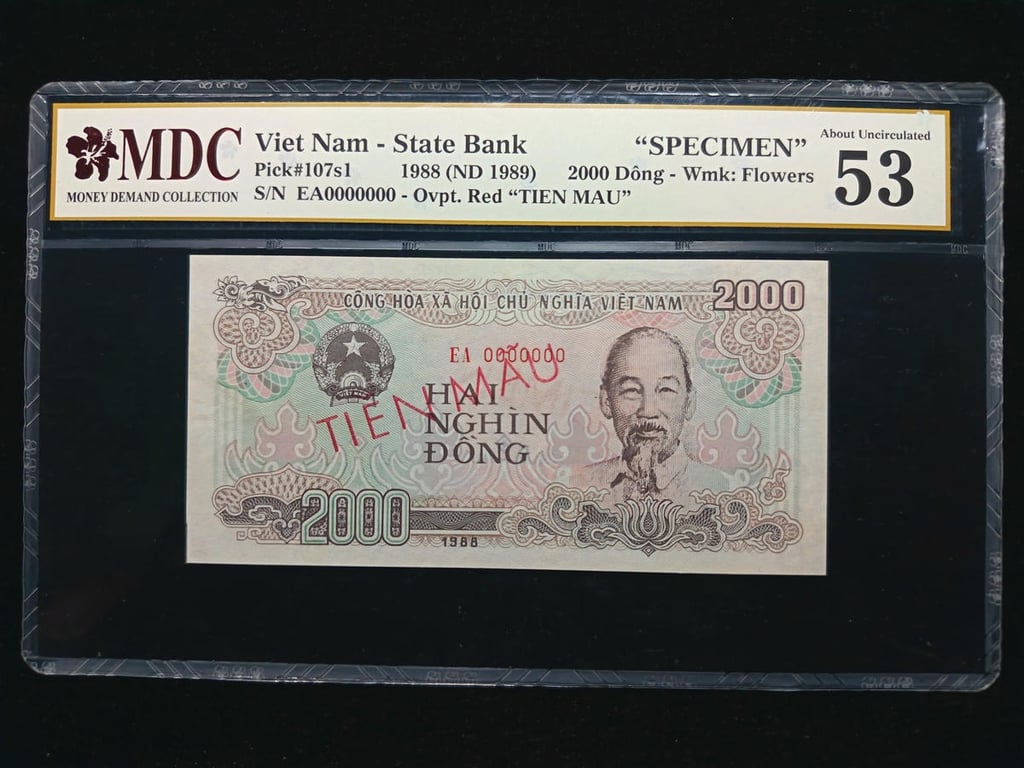 MDC
MONEY DEMAND COLLECTION
Viet Nam - State Bank
"SPECIMEN"
Pick#107s1 1988 (ND 1989) 2000 Dông - Wmk: Flowers
S/N EA0000000 - Ovpt. Red "TIEN MAU"
About Uncirculated
53
CỘNG HÒA XÃ HỘI CHỦ NGHĨA VIỆT NAM
2000
EA 0000000
TIỀN MẪU
HAI
NGHÌN
ĐỒNG
2000
1988